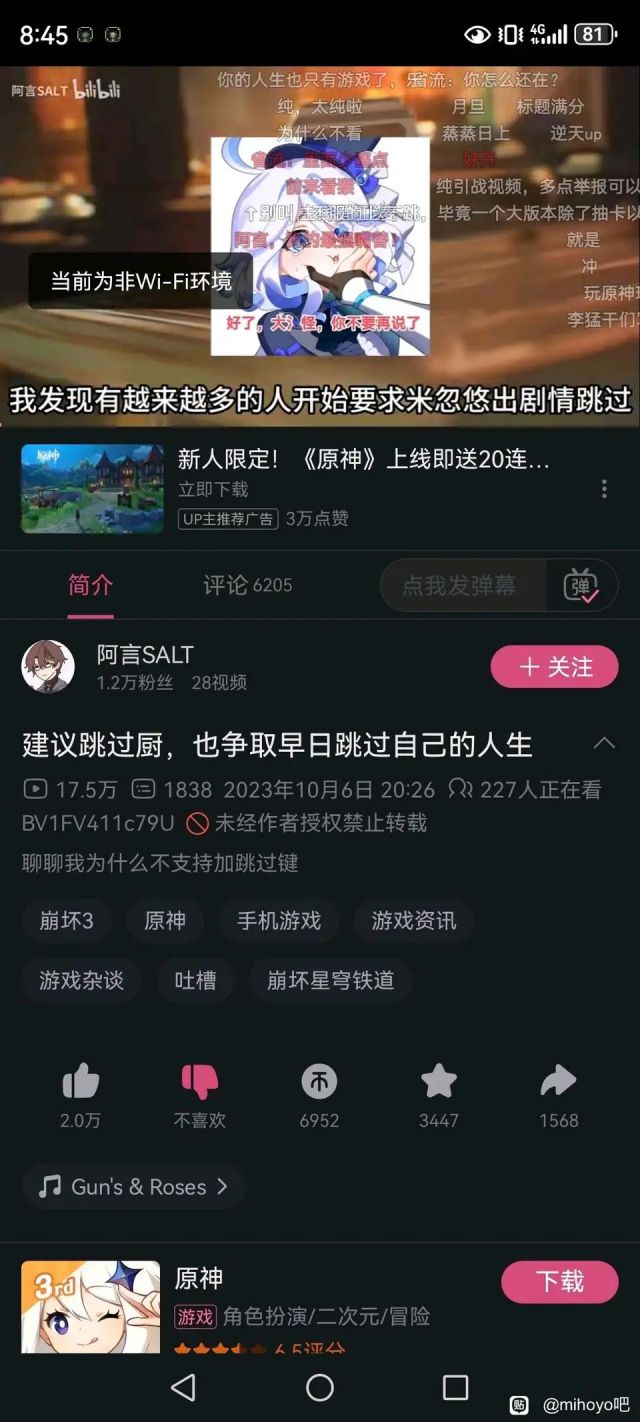 8:45
4G
81
阿言SALT bilibili
你的人生也只有游戏了，乐
省流：你怎么还在？
纯，太纯啦
月旦
标题满分
为什么不看
蒸蒸日上
逆天up
前来看猴
纯引战视频，多点举报可以
毕竟一个大版本除了抽卡以
就是
当前为非Wi-Fi环境
冲
玩原神玩
好了，大氵怪，你不要再说了
李猛干们
我发现有越来越多的人开始要求米忽悠出剧情跳过
原神
新人限定！《原神》上线即送20连…
立即下载
UP主推荐广告 3万点赞
简介
评论 6205
点我发弹幕
弹
阿言SALT
1.2万粉丝 28视频
＋关注
建议跳过厨，也争取早日跳过自己的人生
17.5万 1838 2023年10月6日 20:26 227人正在看
BV1FV411c79U 未经作者授权禁止转载
聊聊我为什么不支持加跳过键
崩坏3
原神
手机游戏
游戏资讯
游戏杂谈
吐槽
崩坏星穹铁道
2.0万
不喜欢
6952
3447
1568
Gun's & Roses
3rd
原神
游戏 角色扮演/二次元/冒险
6.5评分
下载
贴 @mihoyo吧